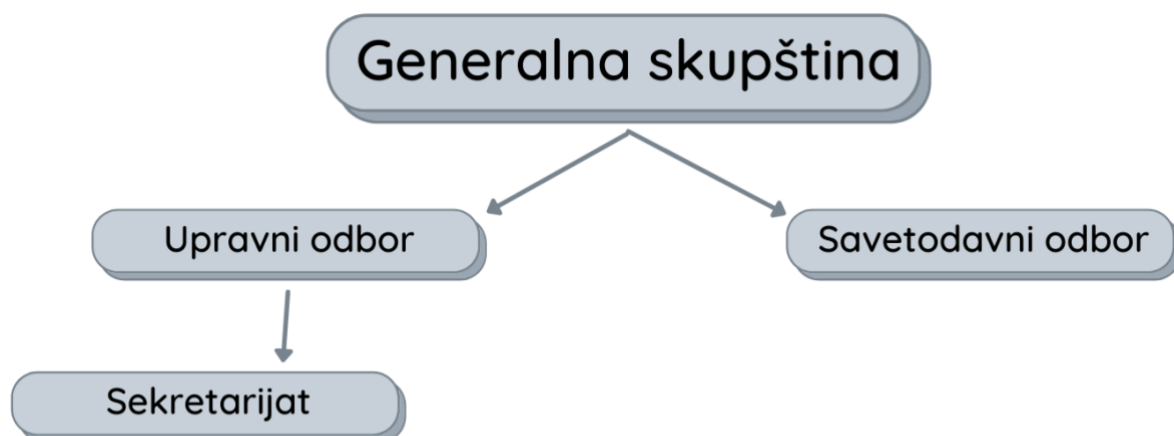 Generalna skupština
Upravni odbor
Savetodavni odbor
Sekretarijat